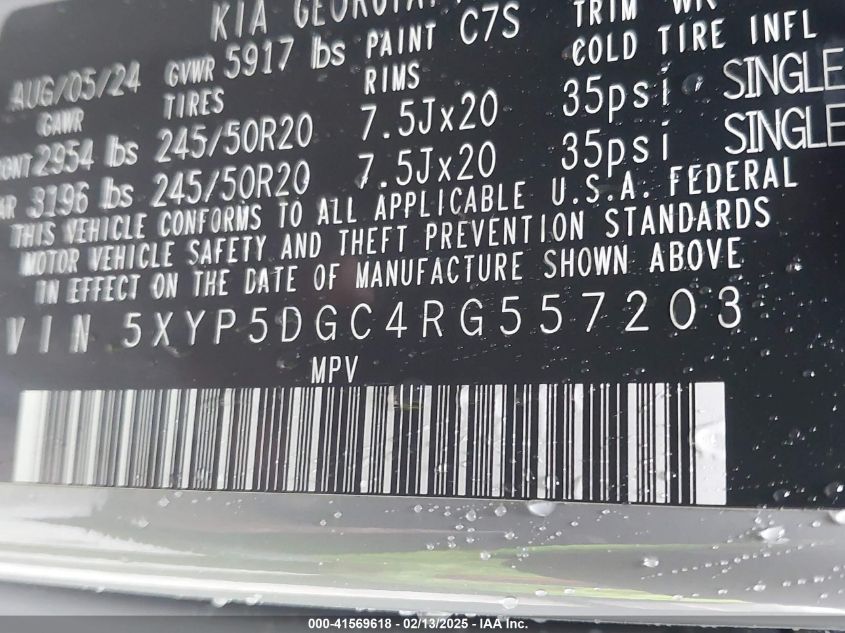 KIA GEORGIA,
AUG/05/24 GVWR 5917 lbs PAINT C7S TRIM WK
GAWR TIRES RIMS COLD TIRE INFL
2954 lbs 245/50R20 7.5Jx20 35psi SINGLE
3196 lbs 245/50R20 7.5Jx20 35psi SINGLE
THIS VEHICLE CONFORMS TO ALL APPLICABLE U.S.A. FEDERAL
MOTOR VEHICLE SAFETY AND THEFT PREVENTION STANDARDS
IN EFFECT ON THE DATE OF MANUFACTURE SHOWN ABOVE
VIN 5XYP5DGC4RG557203
MPV
000-41569618 - 02/13/2025 - IAA Inc.